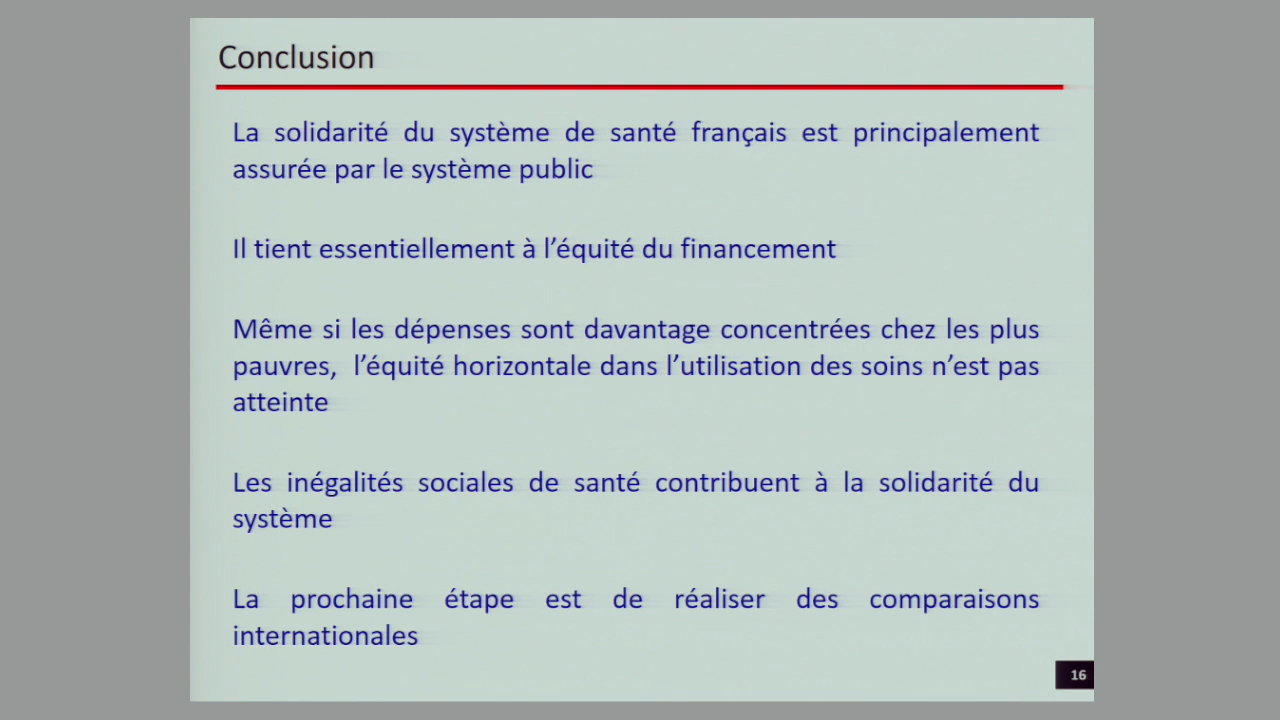 Conclusion
La solidarité du système de santé français est principalement
assurée par le système public
Il tient essentiellement à l’équité du financement
Même si les dépenses sont davantage concentrées chez les plus
pauvres, l’équité horizontale dans l’utilisation des soins n’est pas
atteinte
Les inégalités sociales de santé contribuent à la solidarité du
système
La prochaine étape est de réaliser des comparaisons
internationales
16